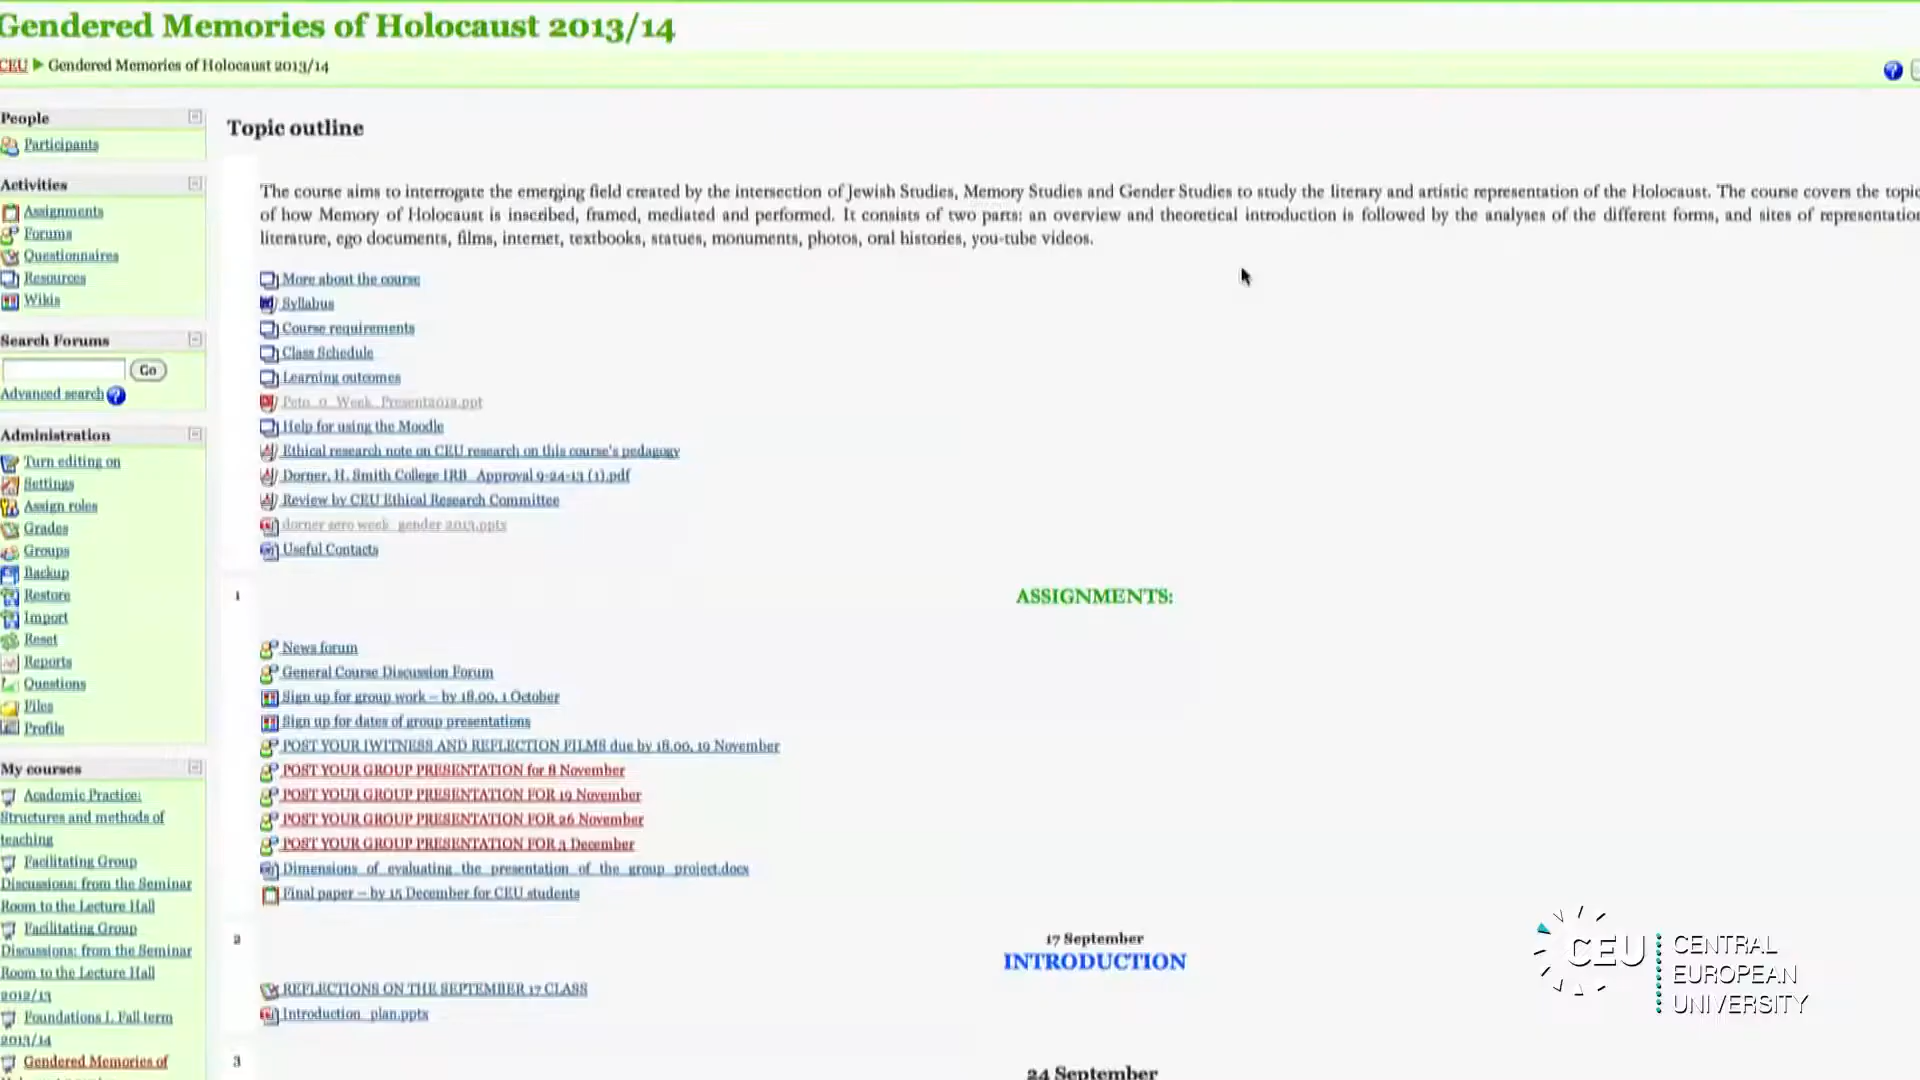 Gendered Memories of Holocaust 2013/14
CEU ▶ Gendered Memories of Holocaust 2013/14
People
Participants
Activities
Assignments
Forums
Questionnaires
Resources
Wikis
Search Forums
Go
Advanced search
Administration
Turn editing on
Settings
Assign roles
Grades
Groups
Backup
Restore
Import
Reset
Reports
Questions
Files
Profile
My courses
Academic Practice:
Structures and methods of
teaching
Facilitating Group
Discussions: from the Seminar
Room to the Lecture Hall
Facilitating Group
Discussions: from the Seminar
Room to the Lecture Hall
2012/13
Foundations I. Fall term
2013/14
Gendered Memories of
Topic outline
The course aims to interrogate the emerging field created by the intersection of Jewish Studies, Memory Studies and Gender Studies to study the literary and artistic representation of the Holocaust. The course covers the topic
of how Memory of Holocaust is inscribed, framed, mediated and performed. It consists of two parts: an overview and theoretical introduction is followed by the analyses of the different forms, and sites of representation
literature, ego documents, films, internet, textbooks, statues, monuments, photos, oral histories, you-tube videos.
More about the course
Syllabus
Course requirements
Class Schedule
Learning outcomes
Help for using the Moodle
Ethical research note on CEU research on this course's pedagogy
Dorner, H. Smith College IRB_Approval 9-24-13 (1).pdf
Review by CEU Ethical Research Committee
dorner zero week_gender 2013.pptx
Useful Contacts
1
ASSIGNMENTS:
News forum
General Course Discussion Forum
Sign up for group work – by 18.00, 1 October
Sign up for dates of group presentations
POST YOUR IWITNESS AND REFLECTION FILMS due by 18.00, 19 November
POST YOUR GROUP PRESENTATION for 8 November
POST YOUR GROUP PRESENTATION FOR 19 November
POST YOUR GROUP PRESENTATION FOR 26 November
POST YOUR GROUP PRESENTATION FOR 3 December
Dimensions_of_evaluating_the_presentation_of_the_group_project.docx
Final paper – by 15 December for CEU students
2
17 September
INTRODUCTION
REFLECTIONS ON THE SEPTEMBER 17 CLASS
Introduction_plan.pptx
3
24 September
CEU
CENTRAL
EUROPEAN
UNIVERSITY